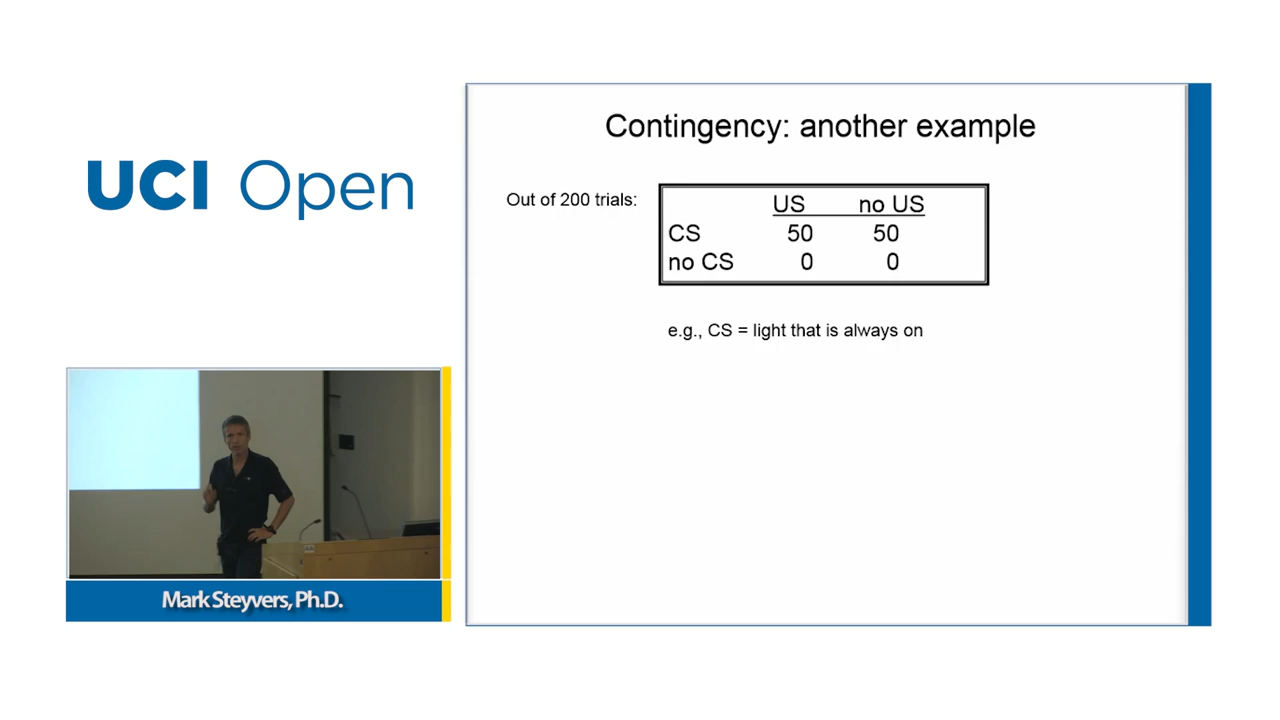 UCI Open
Contingency: another example
Out of 200 trials:
US no US
CS 50 50
no CS 0 0
e.g., CS = light that is always on
Mark Steyvers, Ph.D.